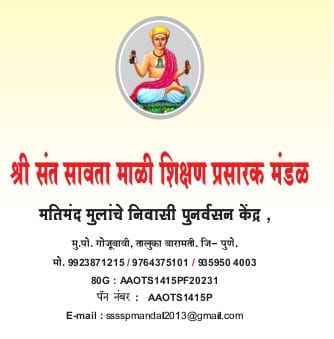 श्री संत सावता माळी शिक्षण प्रसारक मंडळ
मतिमंद मुलांचे निवासी पुनर्वसन केंद्र ,
मु.पो. गोजूबावी, तालुका बारामती. जि– पुणे.
मो. 9923871215 / 9764375101 / 935950 4003
80G : AAOTS1415PF20231
पॅन नंबर : AAOTS1415P
E-mail : sssspmandal2013@gmail.com